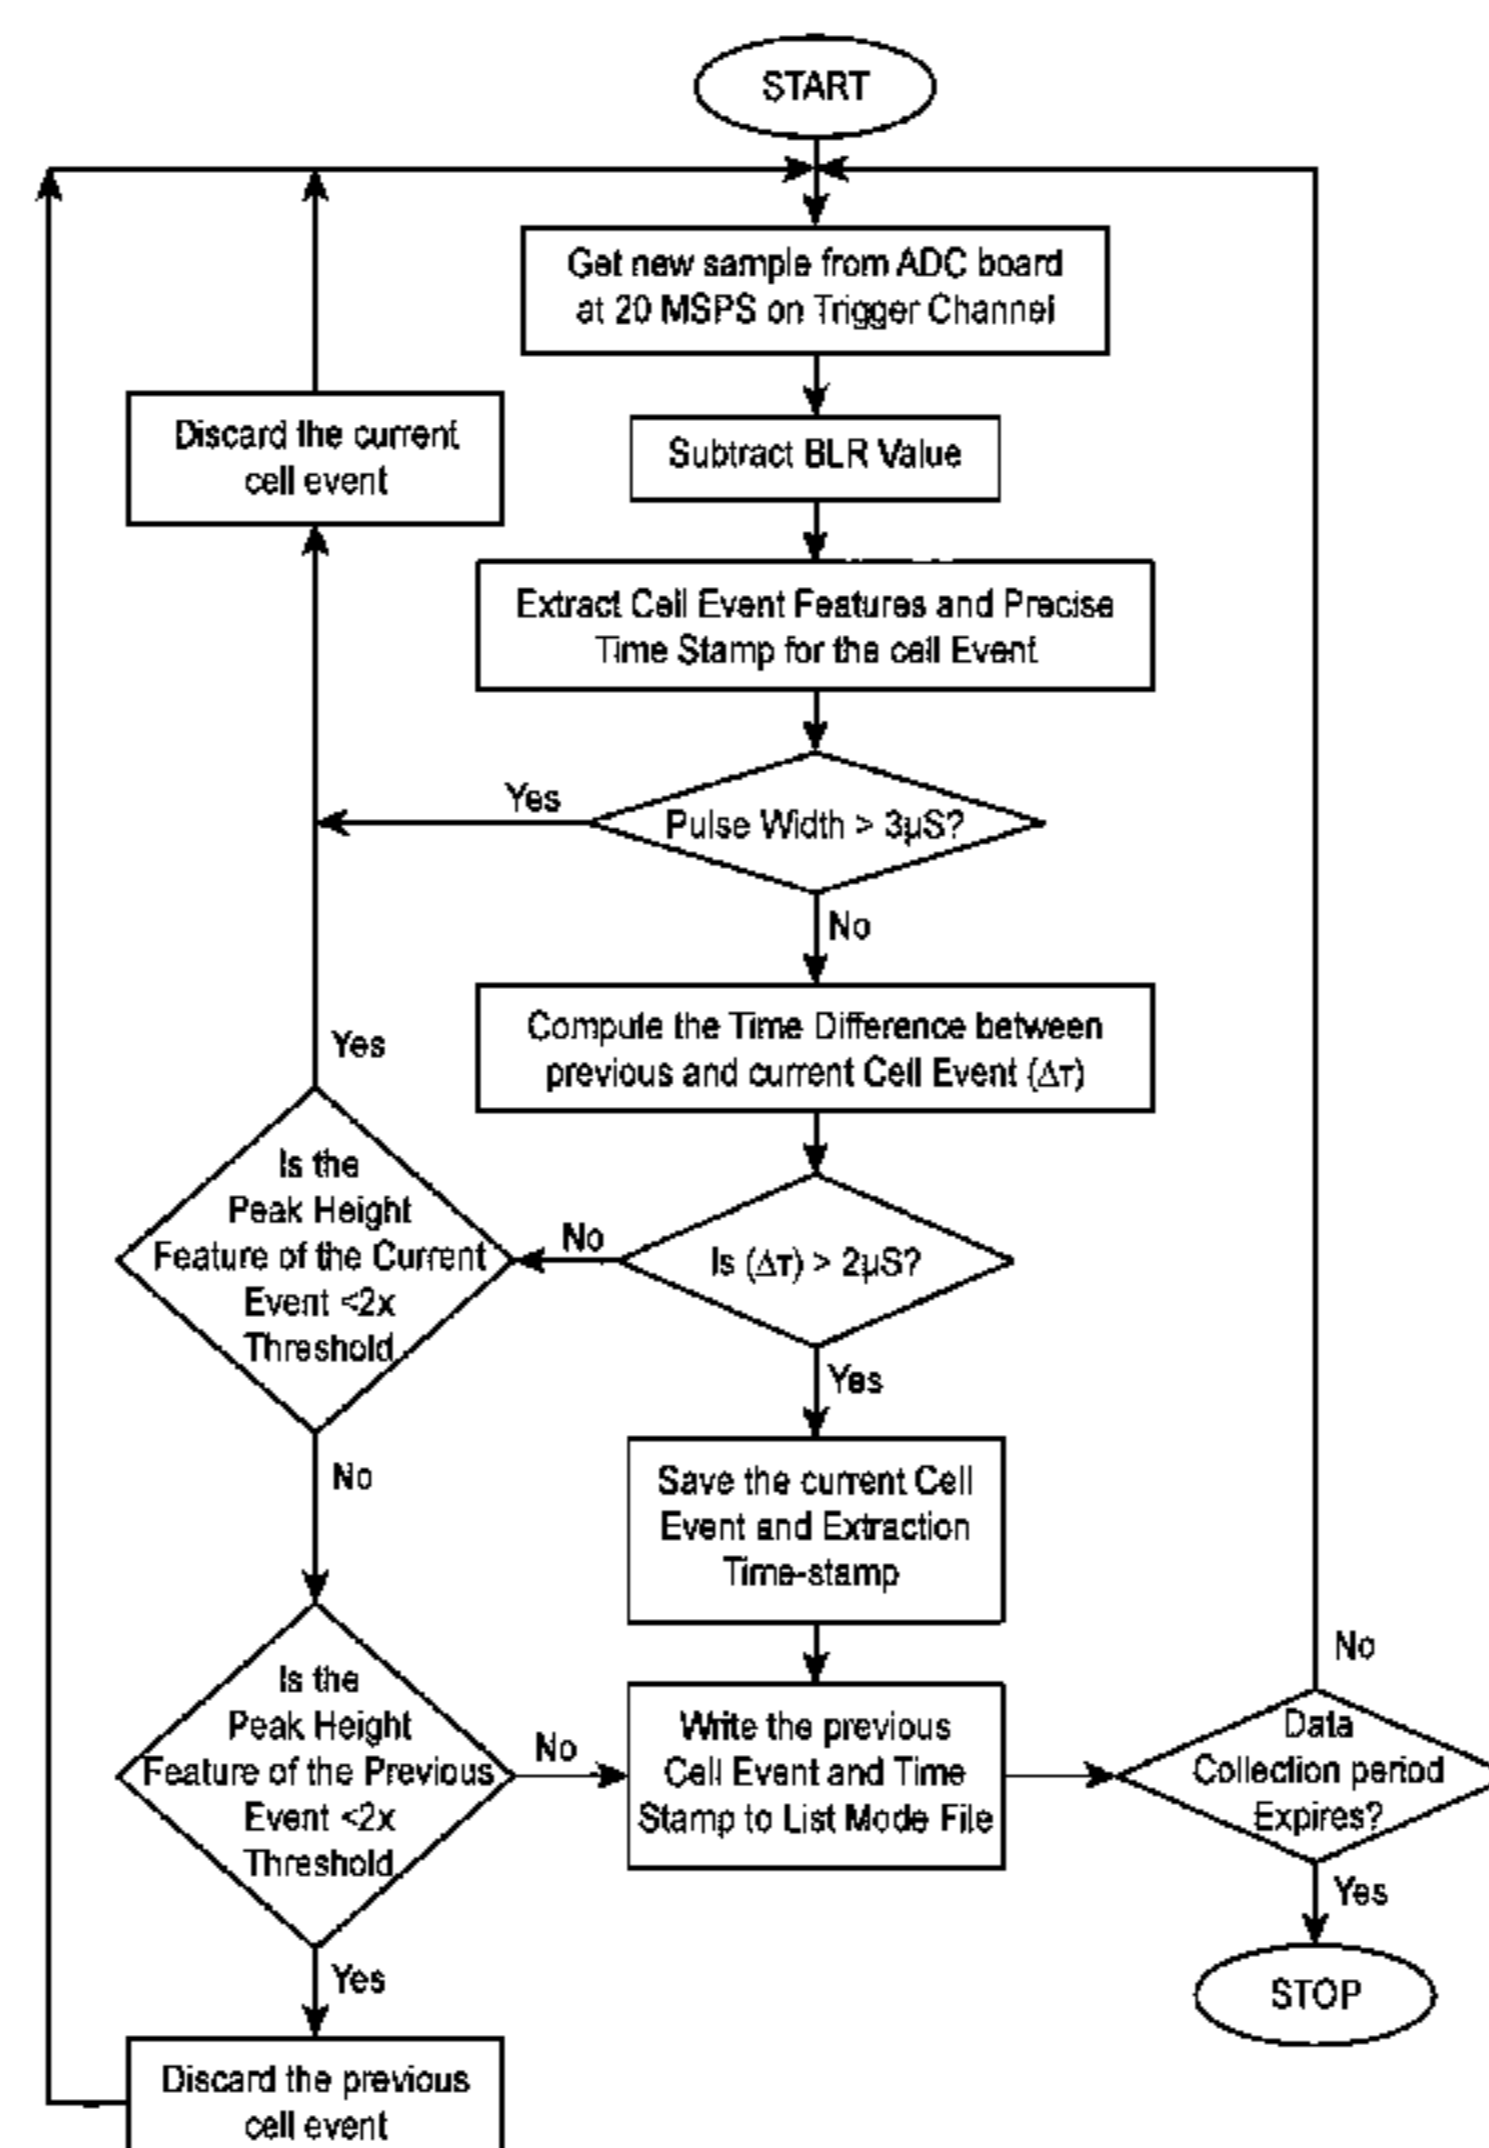 START
Get new sample from ADC board
at 20 MSPS on Trigger Channel
Discard the current
cell event
Subtract BLR Value
Extract Cell Event Features and Precise
Time Stamp for the cell Event
Yes
Pulse Width > 3µS?
No
Compute the Time Difference between
previous and current Cell Event (Δτ)
Yes
Is the
Peak Height
Feature of the Current
Event <2x
Threshold
No
Is (Δτ) > 2µS?
Yes
No
Save the current Cell
Event and Extraction
Time-stamp
Is the
Peak Height
Feature of the Previous
Event <2x
Threshold
No
Write the previous
Cell Event and Time
Stamp to List Mode File
No
Data
Collection period
Expires?
Yes
STOP
Yes
Discard the previous
cell event